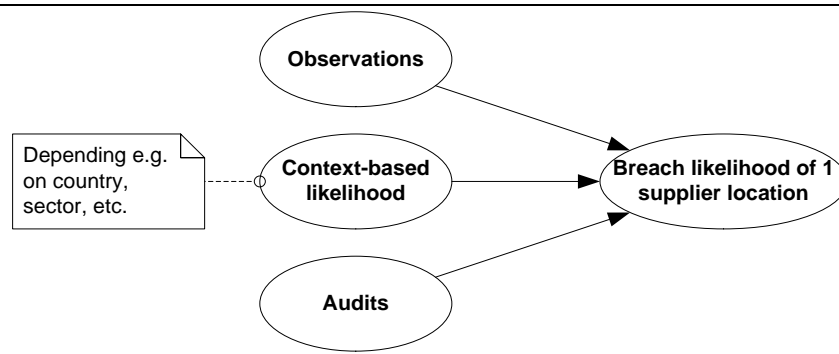 Observations
Depending e.g.
on country,
sector, etc.
Context-based
likelihood
Breach likelihood of 1
supplier location
Audits